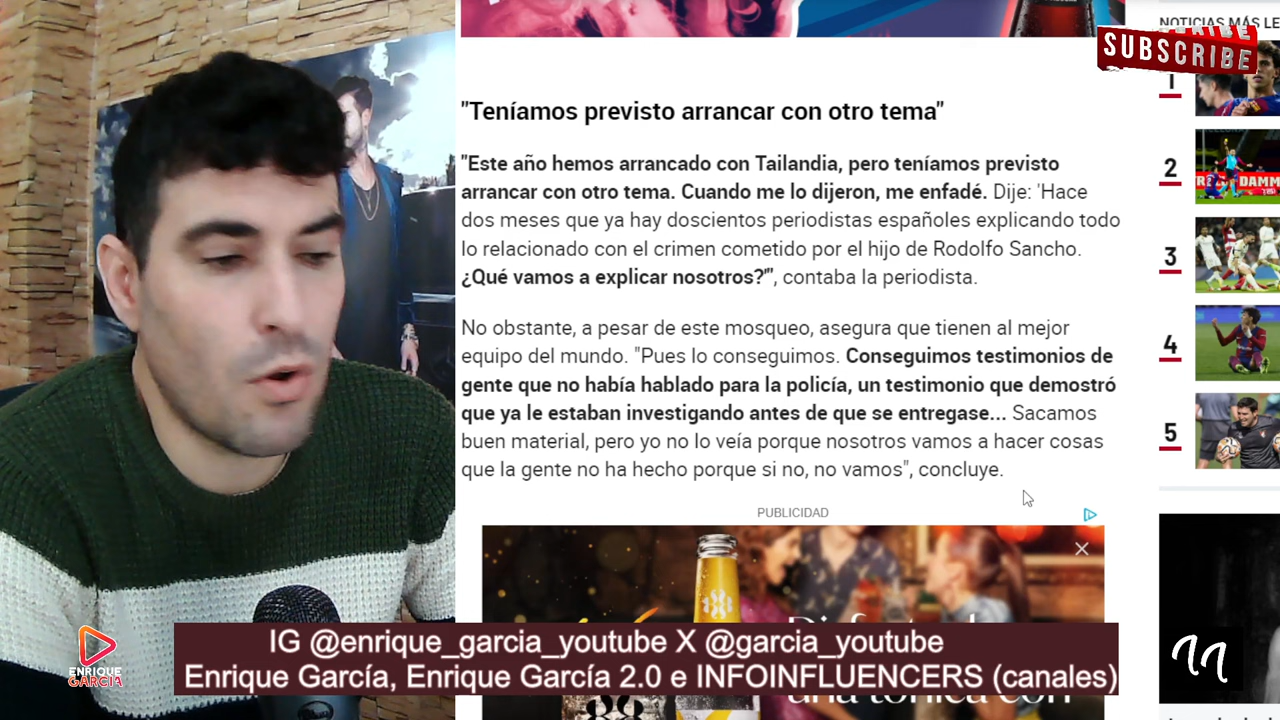 NOTICIAS MÁS LE
SUBSCRIBE
"Teníamos previsto arrancar con otro tema"
"Este año hemos arrancado con Tailandia, pero teníamos previsto
arrancar con otro tema. Cuando me lo dijeron, me enfadé. Dije: 'Hace
dos meses que ya hay doscientos periodistas españoles explicando todo
lo relacionado con el crimen cometido por el hijo de Rodolfo Sancho.
¿Qué vamos a explicar nosotros?'", contaba la periodista.
No obstante, a pesar de este mosqueo, asegura que tienen al mejor
equipo del mundo. "Pues lo conseguimos. Conseguimos testimonios de
gente que no había hablado para la policía, un testimonio que demostró
que ya le estaban investigando antes de que se entregase... Sacamos
buen material, pero yo no lo veía porque nosotros vamos a hacer cosas
que la gente no ha hecho porque si no, no vamos", concluye.
1
2
3
4
5
DAMM
PUBLICIDAD
IG @enrique_garcia_youtube X @garcia_youtube
Enrique García, Enrique García 2.0 e INFOINFLUENCERS (canales)
ENRIQUE
GARCIA
una tónica con